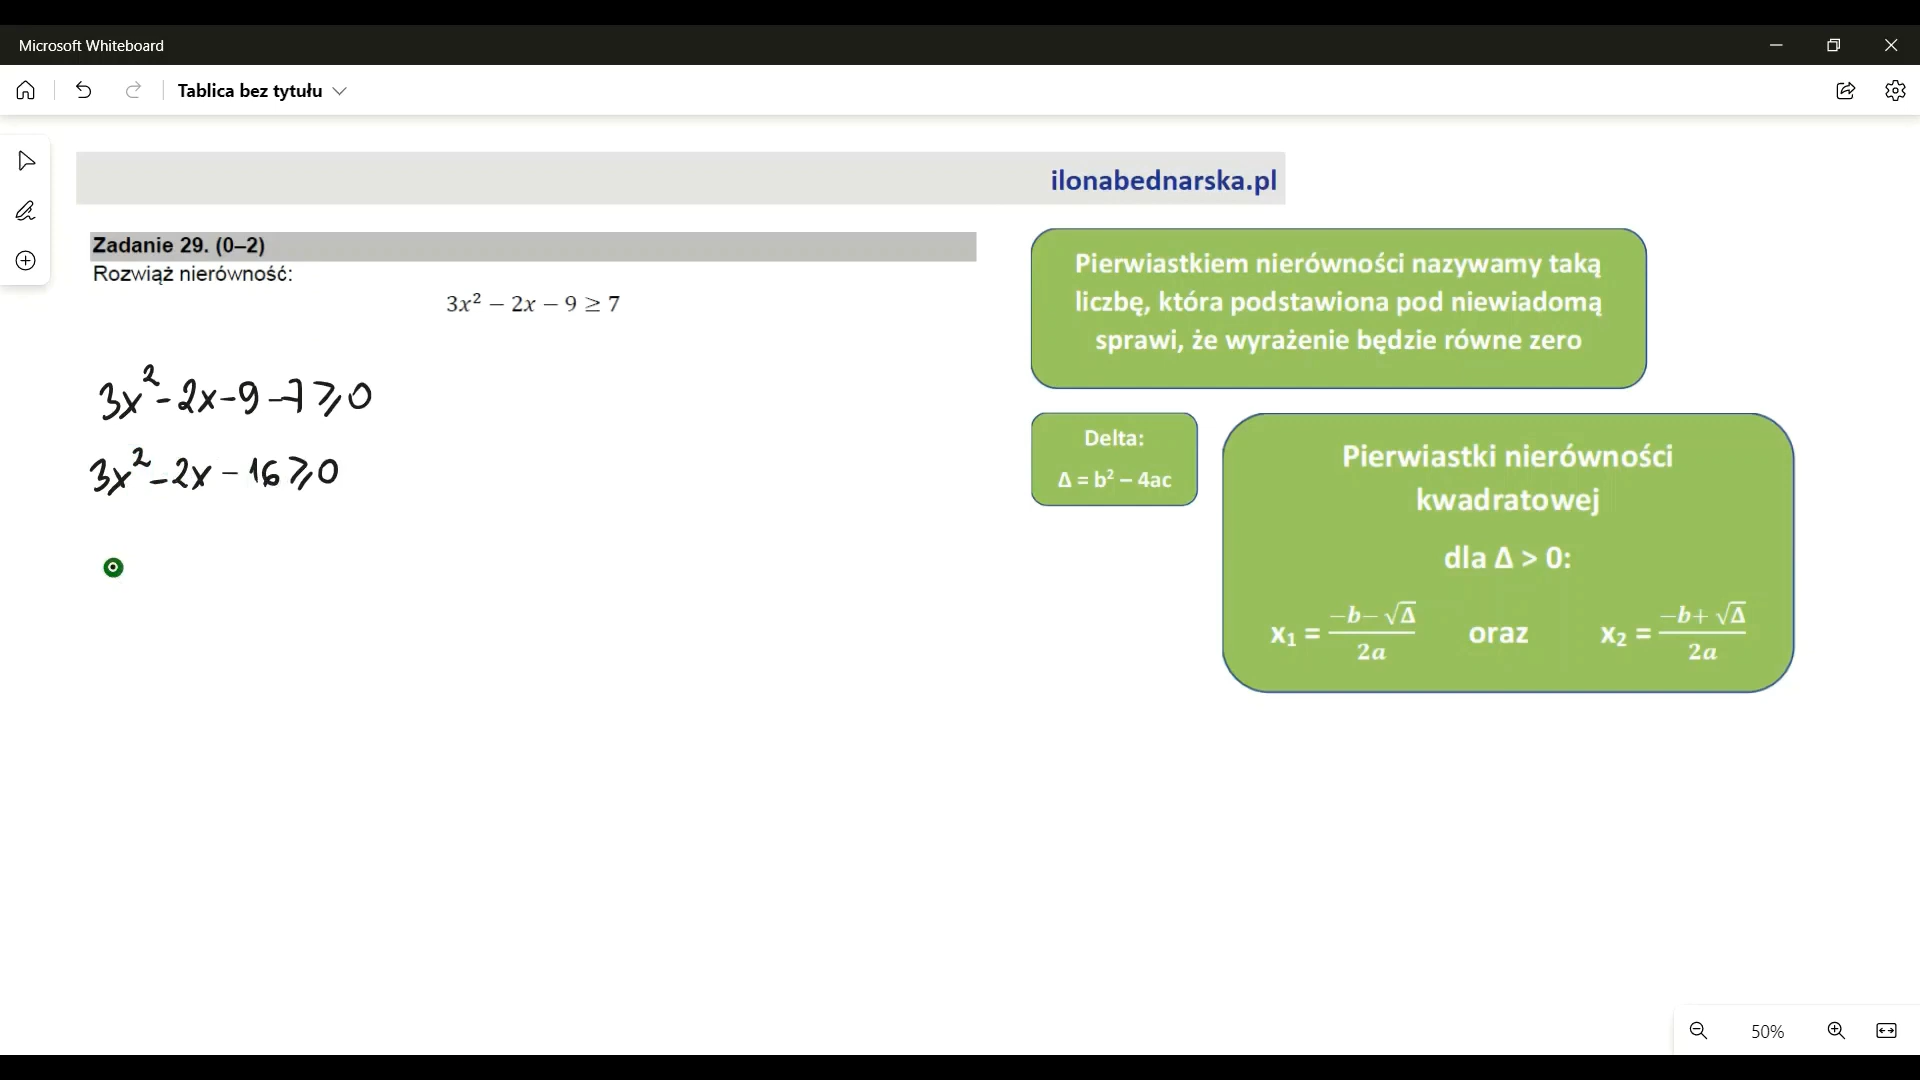 Microsoft Whiteboard
Tablica bez tytułu
ilonabednarska.pl
Zadanie 29. (0–2)
Rozwiąż nierówność:
3x² − 2x − 9 ≥ 7
3x² - 2x - 9 - 7 ⩾ 0
3x² - 2x - 16 ⩾ 0
Pierwiastkiem nierówności nazywamy taką
liczbę, która podstawiona pod niewiadomą
sprawi, że wyrażenie będzie równe zero
Delta:
Δ = b² – 4ac
Pierwiastki nierówności
kwadratowej
dla Δ > 0:
x₁ = (−b− √Δ)/(2a) oraz x₂ = (−b+ √Δ)/(2a)
50%